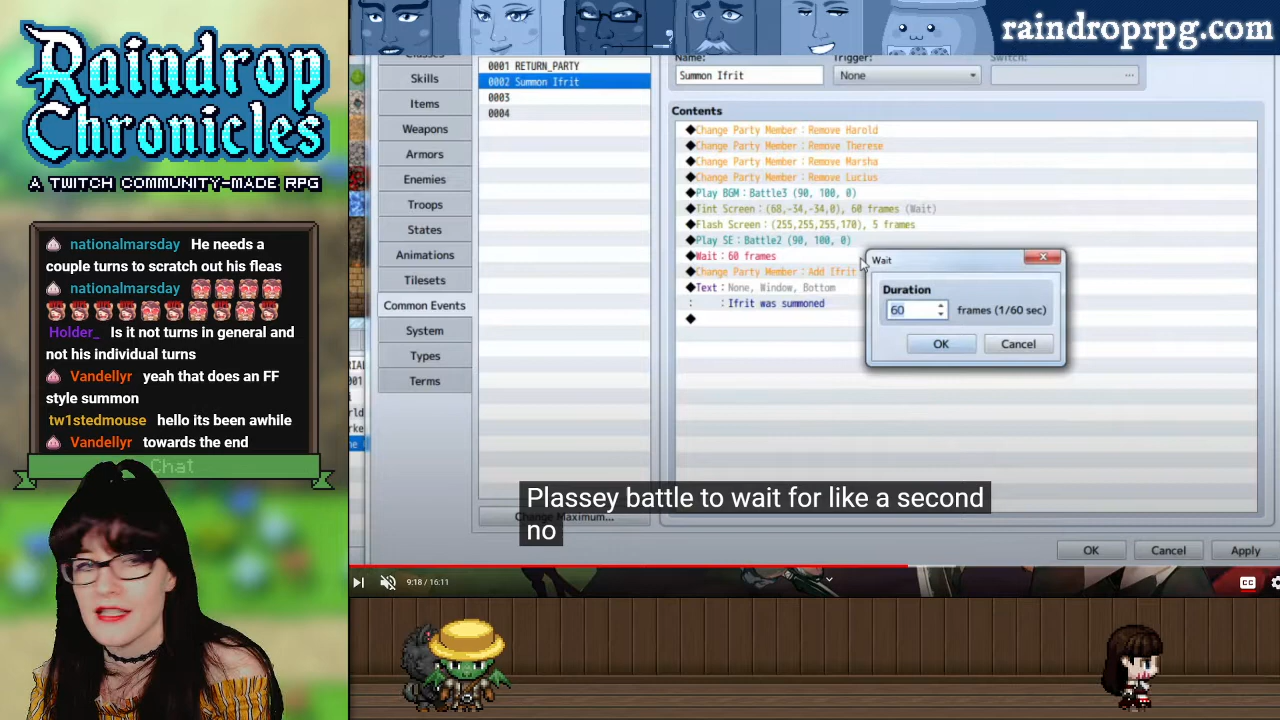 Raindrop
Chronicles
A TWITCH COMMUNITY-MADE RPG
nationalmarsday He needs a
couple turns to scratch out his fleas
nationalmarsday
Holder_ Is it not turns in general and
not his individual turns
Vandellyr yeah that does an FF
style summon
tw1stedmouse hello its been awhile
Vandellyr towards the end
Chat
raindroprpg.com
Classes
Skills
Items
Weapons
Armors
Enemies
Troops
States
Animations
Tilesets
Common Events
System
Types
Terms
0001 RETURN_PARTY
0002 Summon Ifrit
0003
0004
Change Maximum...
Name:
Summon Ifrit
Trigger:
None
Switch:
...
Contents
◆Change Party Member : Remove Harold
◆Change Party Member : Remove Therese
◆Change Party Member : Remove Marsha
◆Change Party Member : Remove Lucius
◆Play BGM : Battle3 (90, 100, 0)
◆Tint Screen : (68,-34,-34,0), 60 frames (Wait)
◆Flash Screen : (255,255,255,170), 5 frames
◆Play SE : Battle2 (90, 100, 0)
◆Wait : 60 frames
◆Change Party Member : Add Ifrit
◆Text : None, Window, Bottom
: : Ifrit was summoned
◆
Wait
Duration
60 frames (1/60 sec)
OK Cancel
Plassey battle to wait for like a second
no
OK Cancel Apply
9:18 / 16:11
CC